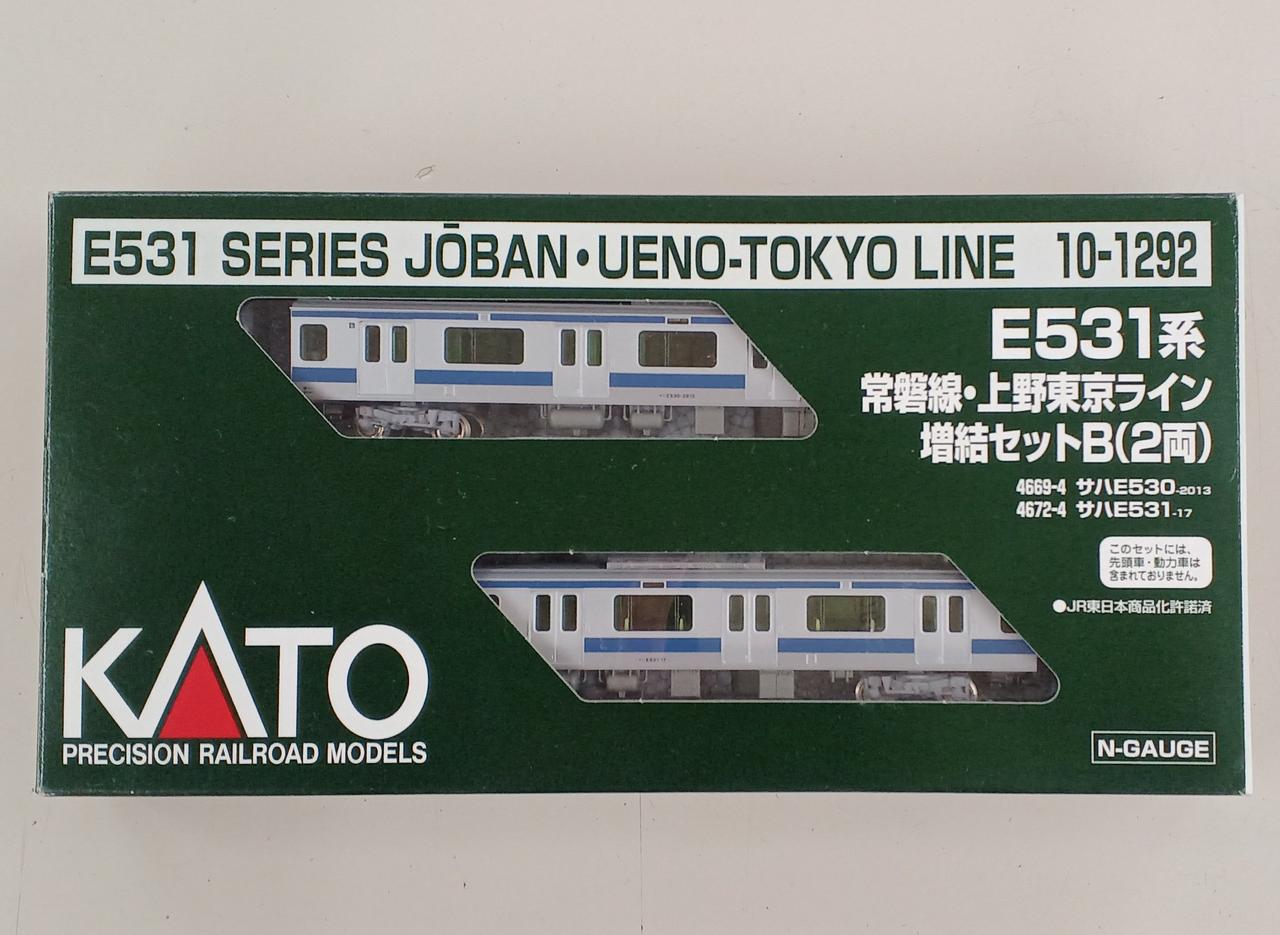 E531 SERIES JŌBAN・UENO-TOKYO LINE 10-1292
E531系
常磐線・上野東京ライン
増結セットB(2両)
4669-4 サハE530-2013
4672-4 サハE531-17
このセットには、
先頭車・動力車は
含まれておりません。
●JR東日本商品化許諾済
KATO
PRECISION RAILROAD MODELS
N-GAUGE